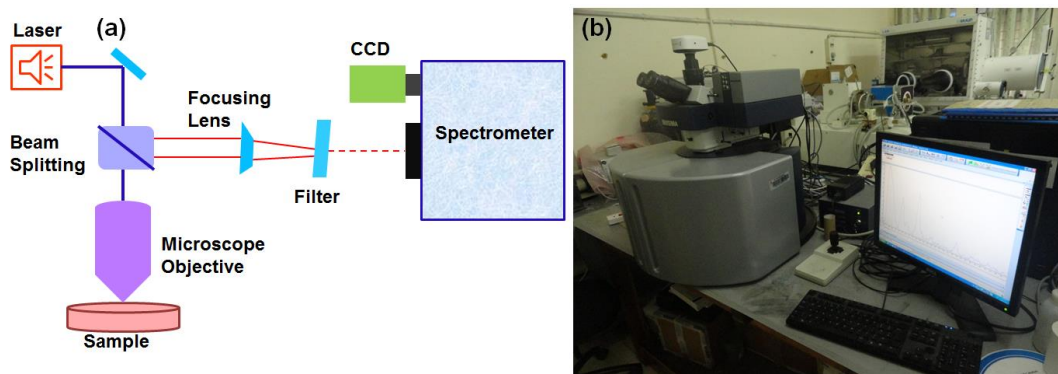 Laser
(a)
CCD
Focusing
Lens
Beam
Splitting
Spectrometer
Filter
Microscope
Objective
Sample
(b)